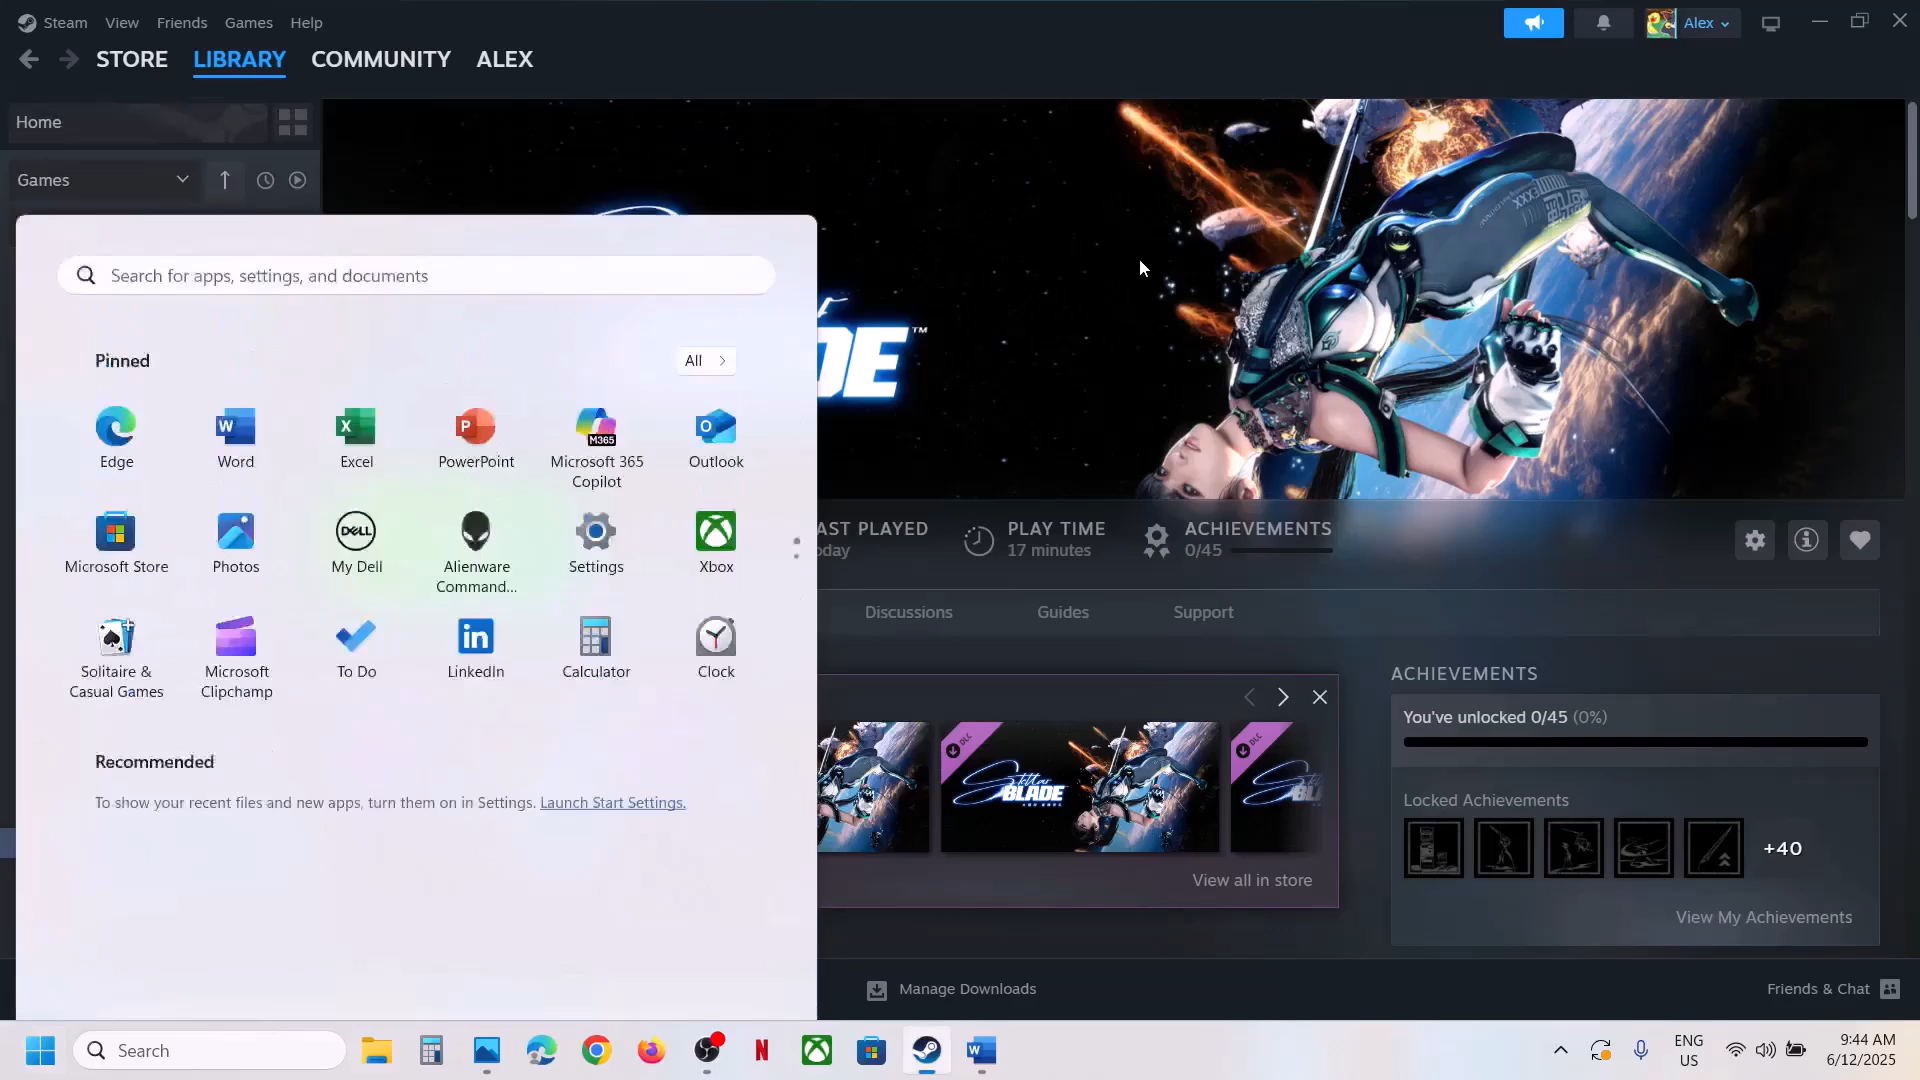 Steam View Friends Games Help
Alex
STORE LIBRARY COMMUNITY ALEX
Home
Games
Search for apps, settings, and documents
Pinned
All
Edge
Word
Excel
PowerPoint
Microsoft 365
Copilot
Outlook
Microsoft Store
Photos
My Dell
Alienware
Command...
Settings
Xbox
Solitaire &
Casual Games
Microsoft
Clipchamp
To Do
LinkedIn
Calculator
Clock
Recommended
To show your recent files and new apps, turn them on in Settings. Launch Start Settings.
AST PLAYED
oday
PLAY TIME
17 minutes
ACHIEVEMENTS
0/45
Discussions Guides Support
DLC
Stellar
BLADE
DLC
Stellar
View all in store
ACHIEVEMENTS
You've unlocked 0/45 (0%)
Locked Achievements
+40
View My Achievements
Manage Downloads
Friends & Chat
Search
ENG
US
9:44 AM
6/12/2025